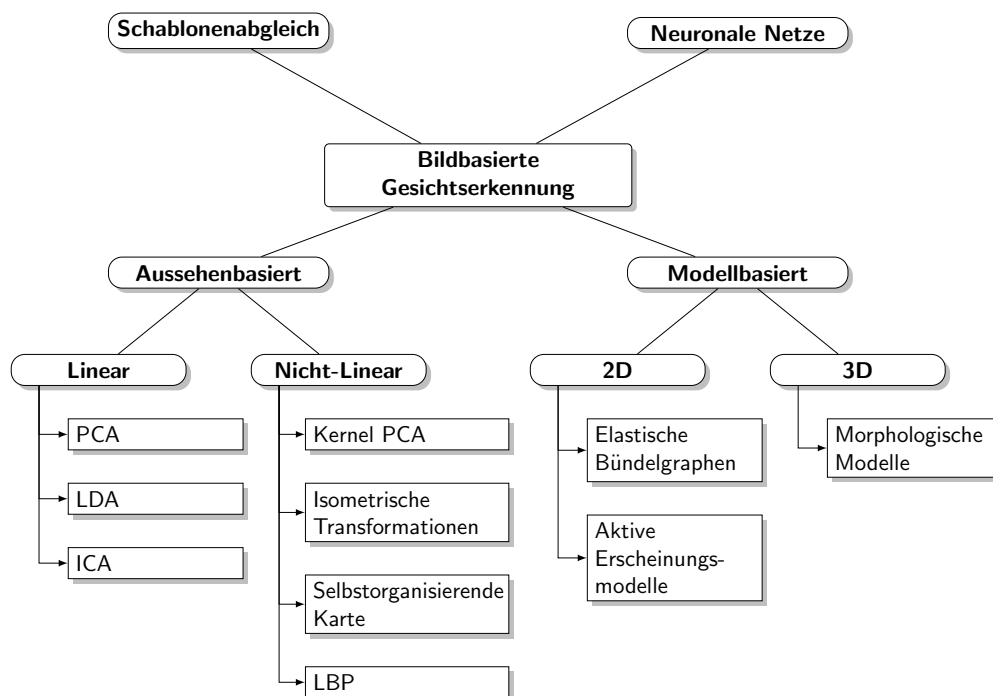 Schablonenabgleich
Neuronale Netze
Bildbasierte
Gesichtserkennung
Aussehenbasiert
Modellbasiert
Linear
Nicht-Linear
2D
3D
PCA
LDA
ICA
Kernel PCA
Isometrische
Transformationen
Selbstorganisierende
Karte
LBP
Elastische
Bündelgraphen
Aktive
Erscheinungs-
modelle
Morphologische
Modelle